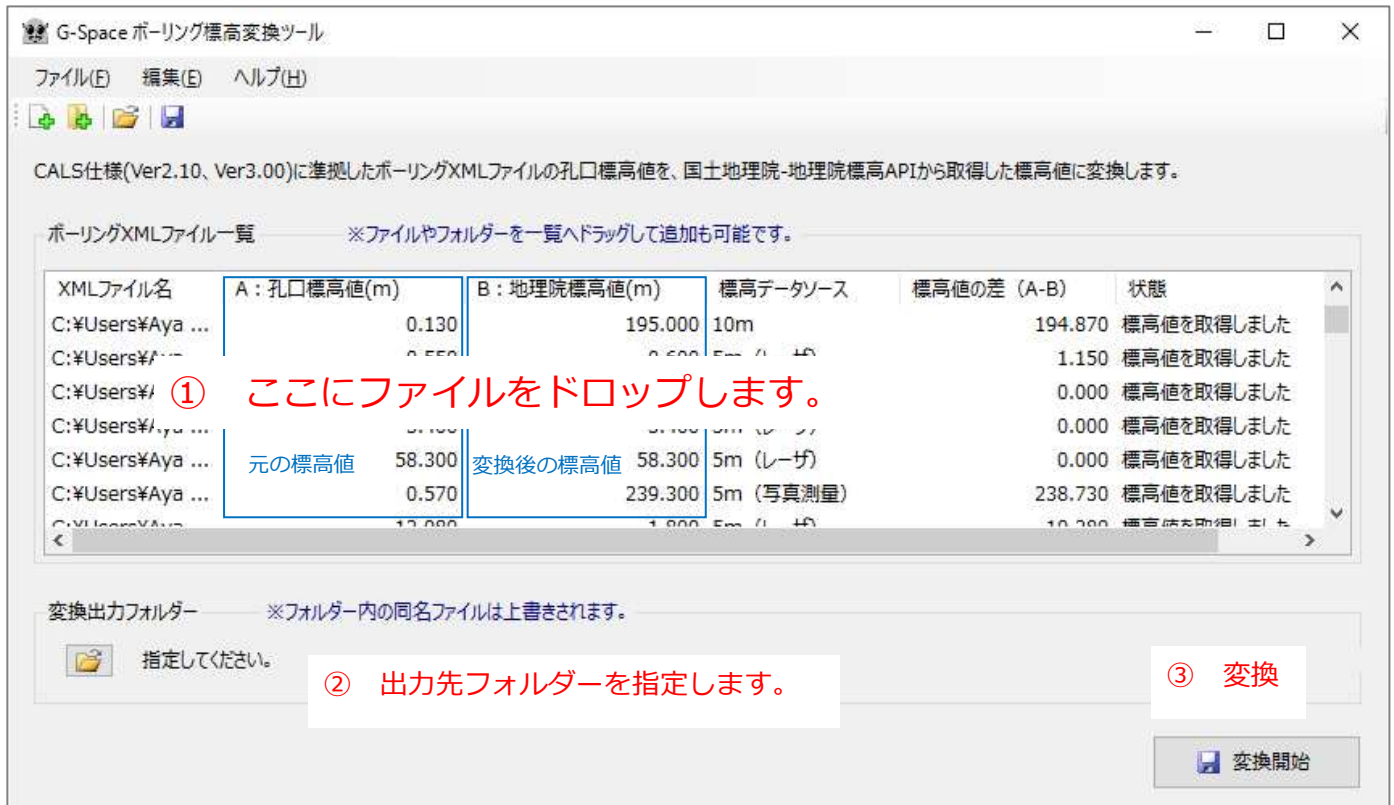 G-Space ボーリング標高変換ツール
ファイル(F) 編集(E) ヘルプ(H)
CALS仕様(Ver2.10、Ver3.00)に準拠したボーリングXMLファイルの孔口標高値を、国土地理院-地理院標高APIから取得した標高値に変換します。
ボーリングXMLファイル一覧 ※ファイルやフォルダーを一覧へドラッグして追加も可能です。
XMLファイル名 A:孔口標高値(m) B:地理院標高値(m) 標高データソース 標高値の差 (A-B) 状態
C:¥Users¥Aya ... 0.130 195.000 10m 194.870 標高値を取得しました
C:¥Users¥ 1.150 標高値を取得しました
① ここにファイルをドロップします。
C:¥Users¥ 0.000 標高値を取得しました
C:¥Users¥ 0.000 標高値を取得しました
C:¥Users¥Aya ... 元の標高値 58.300 変換後の標高値 58.300 5m (レーザ) 0.000 標高値を取得しました
C:¥Users¥Aya ... 0.570 239.300 5m (写真測量) 238.730 標高値を取得しました
変換出力フォルダー ※フォルダー内の同名ファイルは上書きされます。
指定してください。
② 出力先フォルダーを指定します。
③ 変換
変換開始